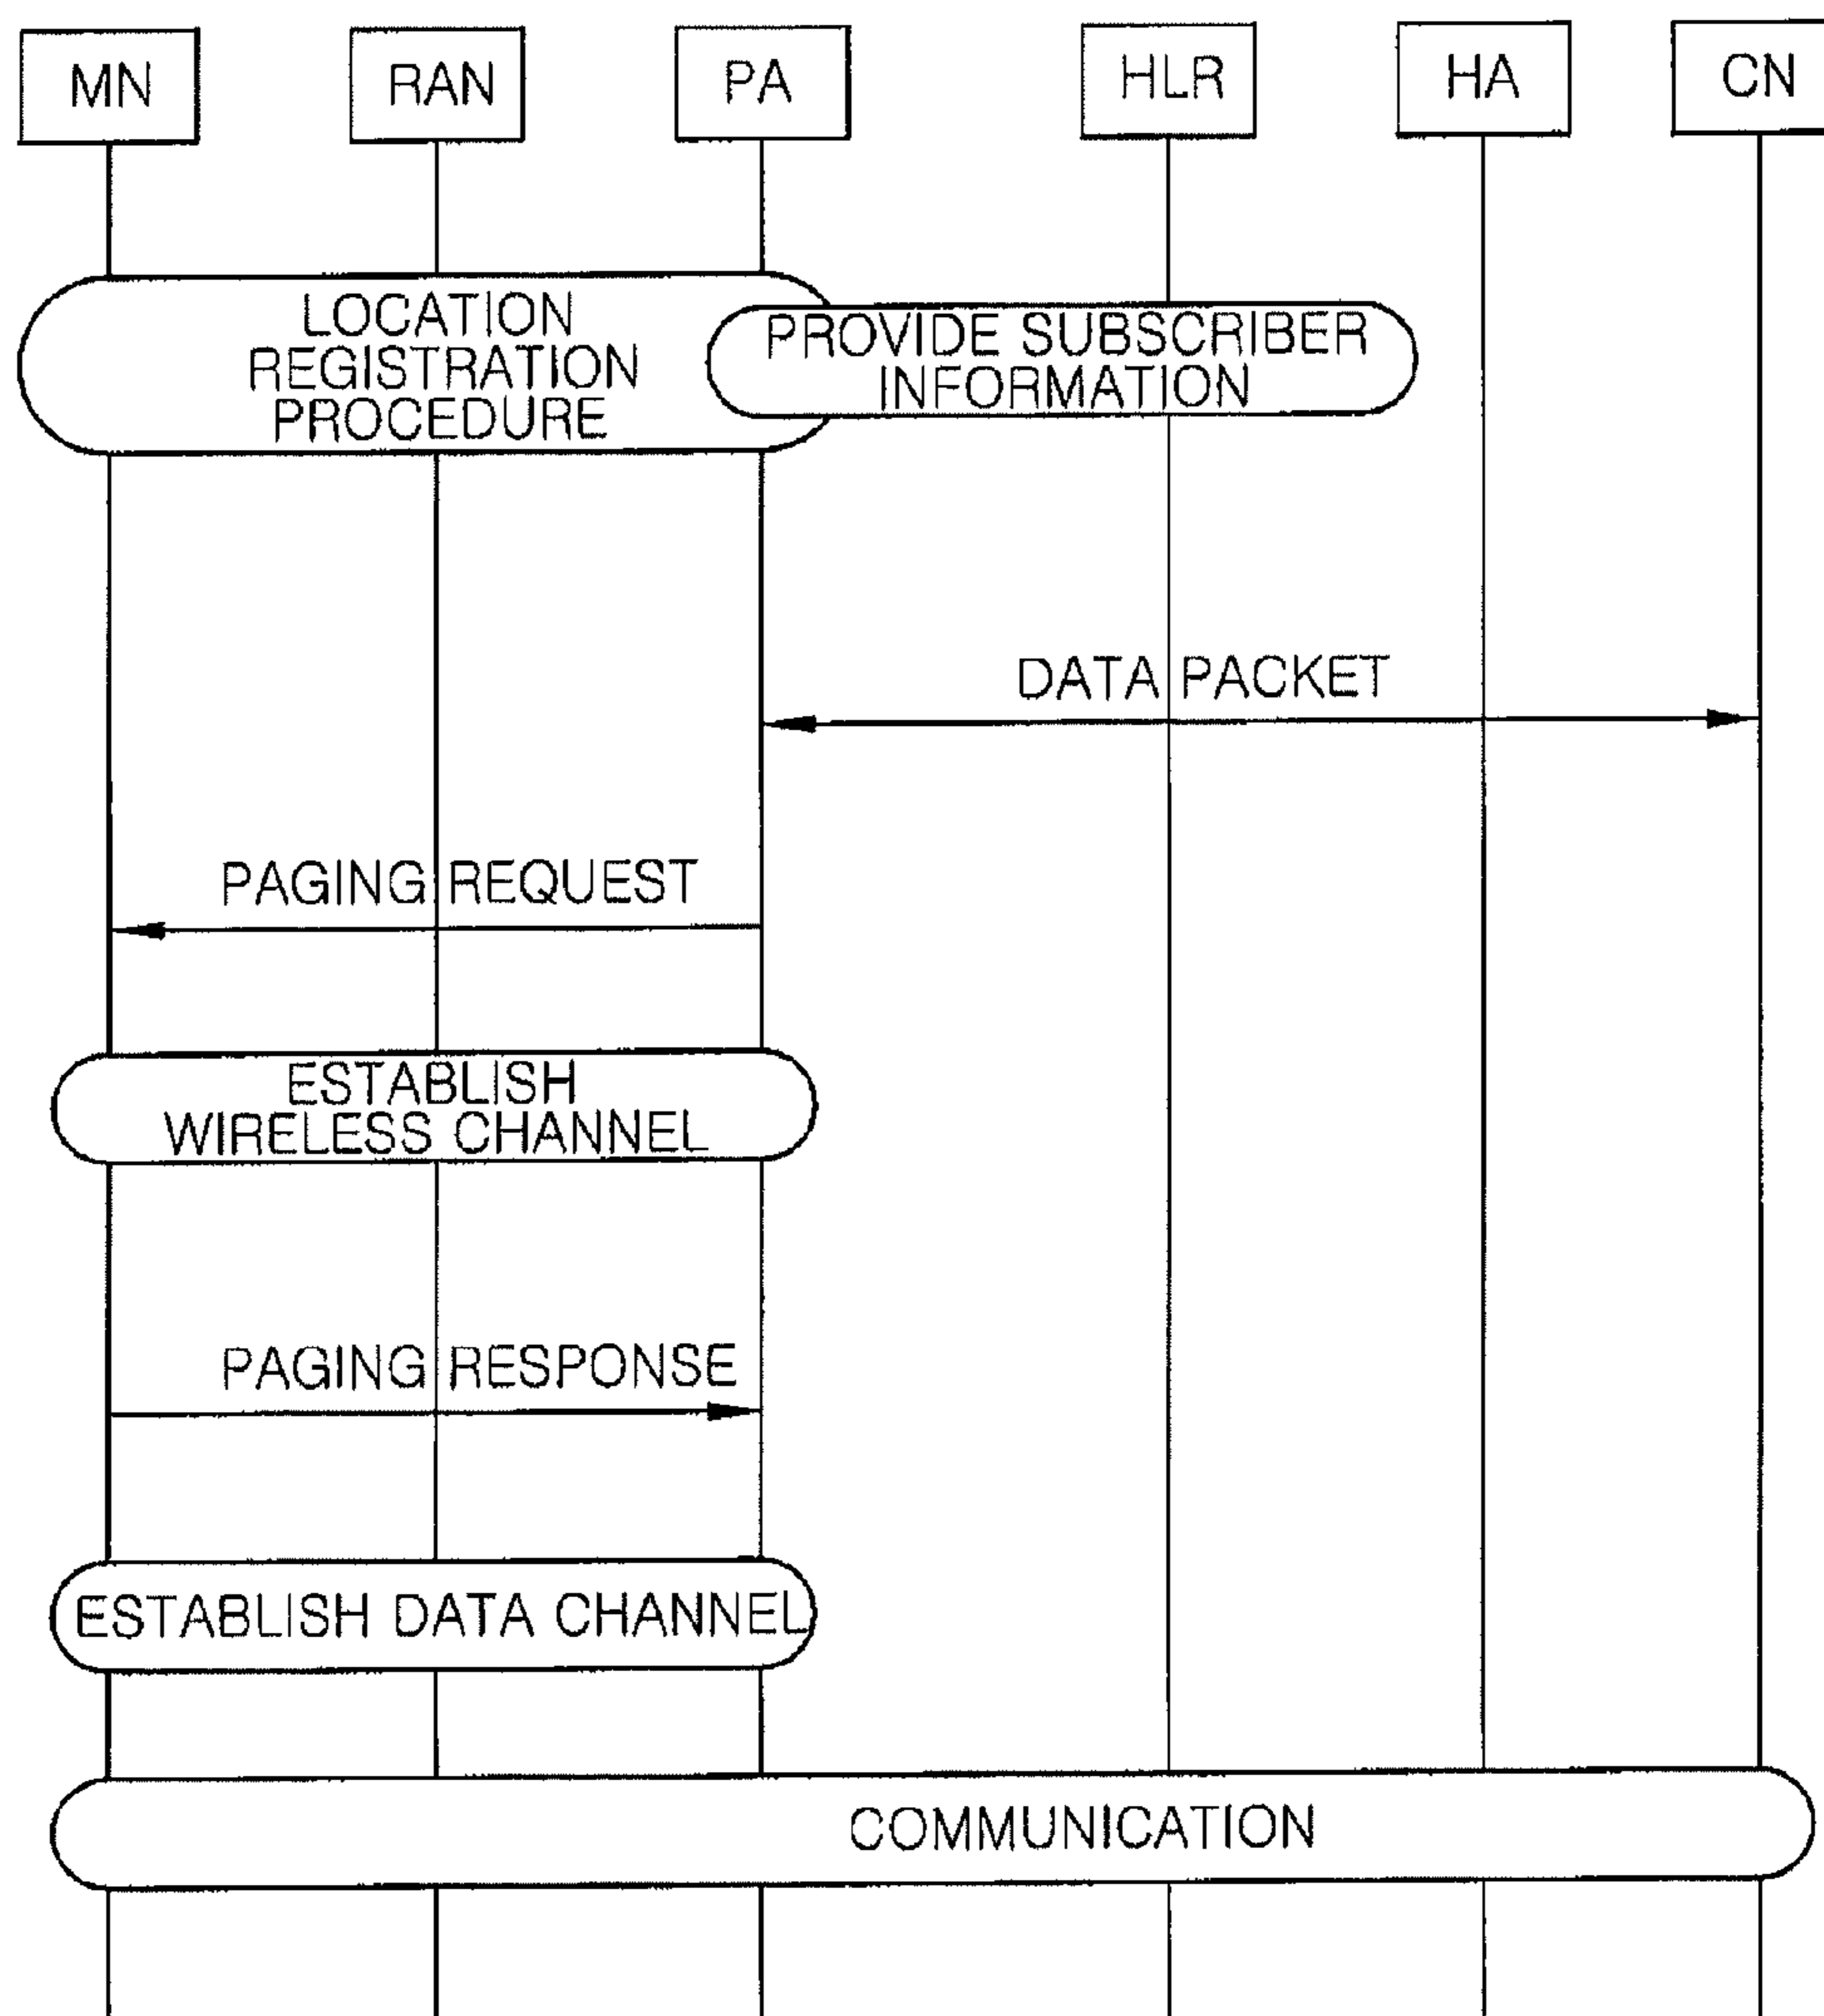 MN
RAN
PA
HLR
HA
CN
LOCATION
REGISTRATION
PROCEDURE
PROVIDE SUBSCRIBER
INFORMATION
DATA PACKET
PAGING REQUEST
ESTABLISH
WIRELESS CHANNEL
PAGING RESPONSE
ESTABLISH DATA CHANNEL
COMMUNICATION